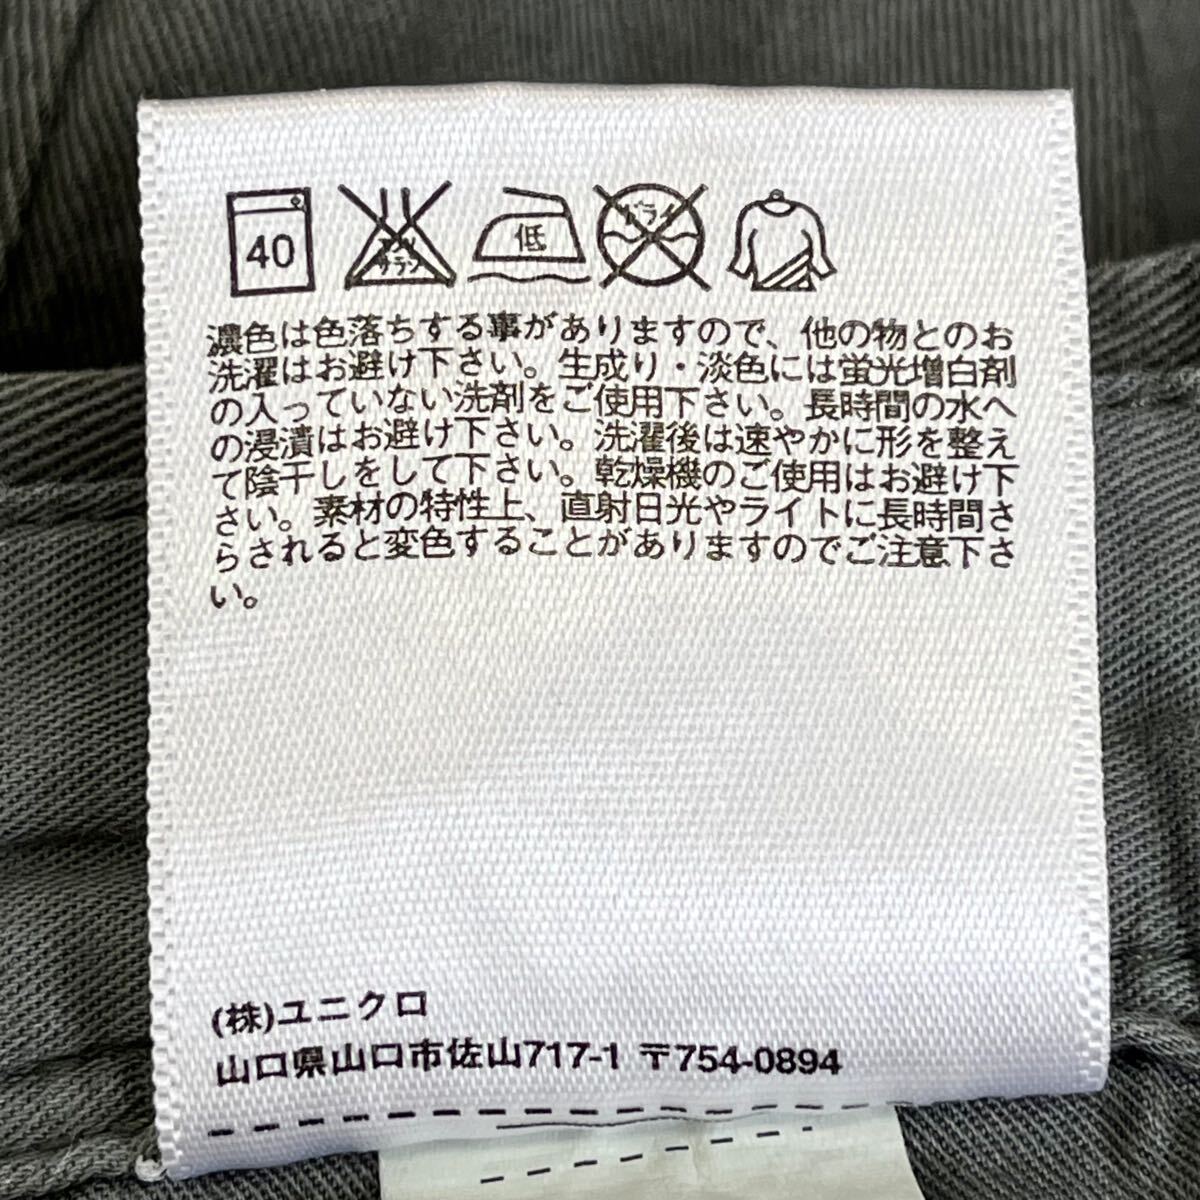 40
エンソ
サラシ
低
ドライ
濃色は色落ちする事がありますので、他の物とのお
洗濯はお避け下さい。生成り・淡色には蛍光増白剤
の入っていない洗剤をご使用下さい。長時間の水へ
の浸漬はお避け下さい。洗濯後は速やかに形を整え
て陰干しをして下さい。乾燥機のご使用はお避け下
さい。素材の特性上、直射日光やライトに長時間さ
らされると変色することがありますのでご注意下さ
い。
(株)ユニクロ
山口県山口市佐山717-1 〒754-0894